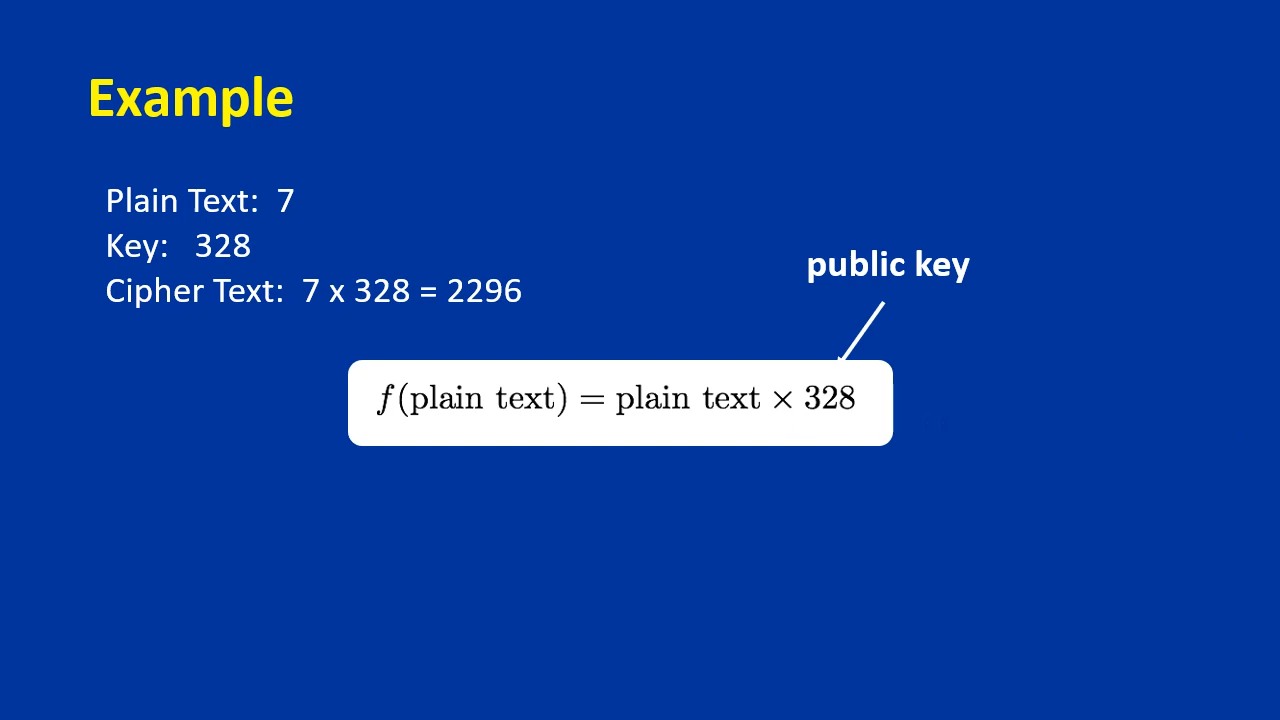 Example
Plain Text:  7
Key:   328
Cipher Text:  7 x 328 = 2296
public key
f(plain text) = plain text × 328